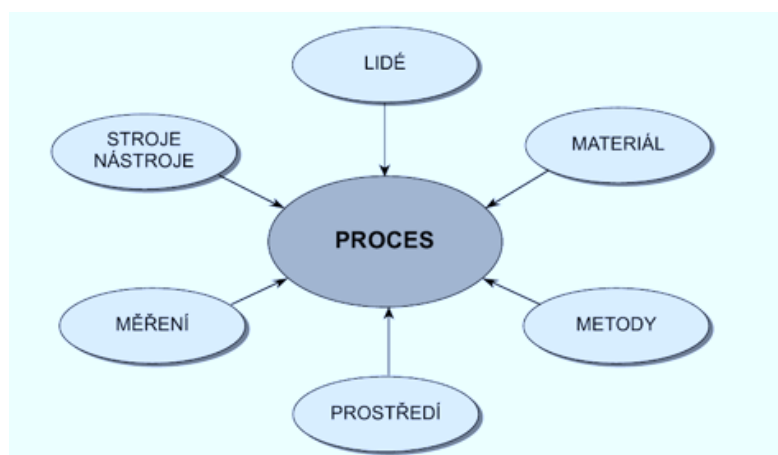 LIDÉ
STROJE
NÁSTROJE
MATERIÁL
PROCES
MĚŘENÍ
METODY
PROSTŘEDÍ